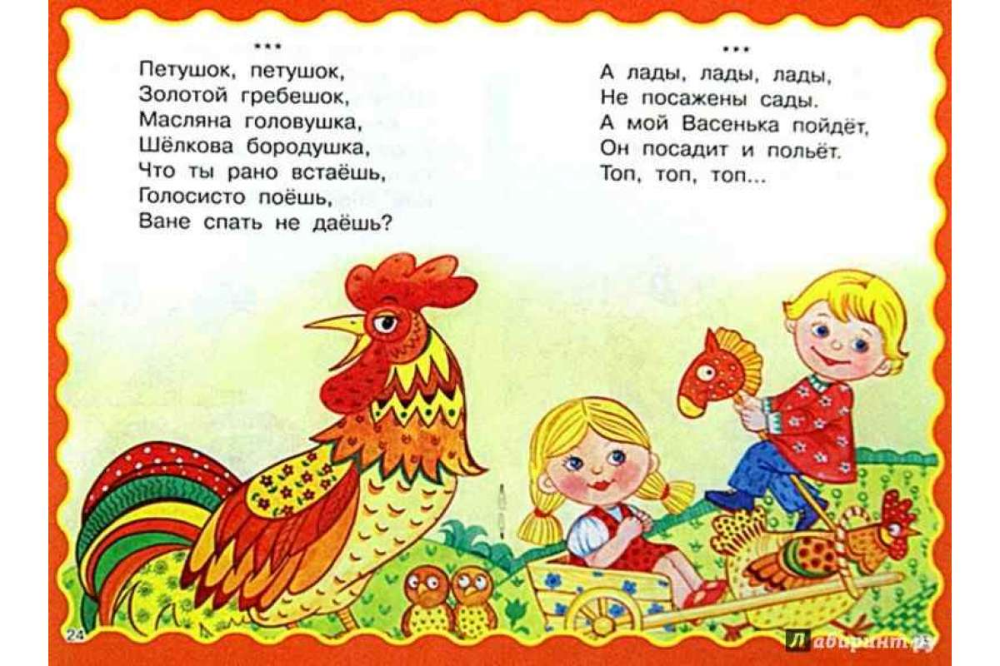 ***
Петушок, петушок,
Золотой гребешок,
Масляна головушка,
Шёлкова бородушка,
Что ты рано встаёшь,
Голосисто поёшь,
Ване спать не даёшь?
***
А лады, лады, лады,
Не посажены сады.
А мой Васенька пойдёт,
Он посадит и польёт.
Топ, топ, топ...
24
Лабиринт.ру